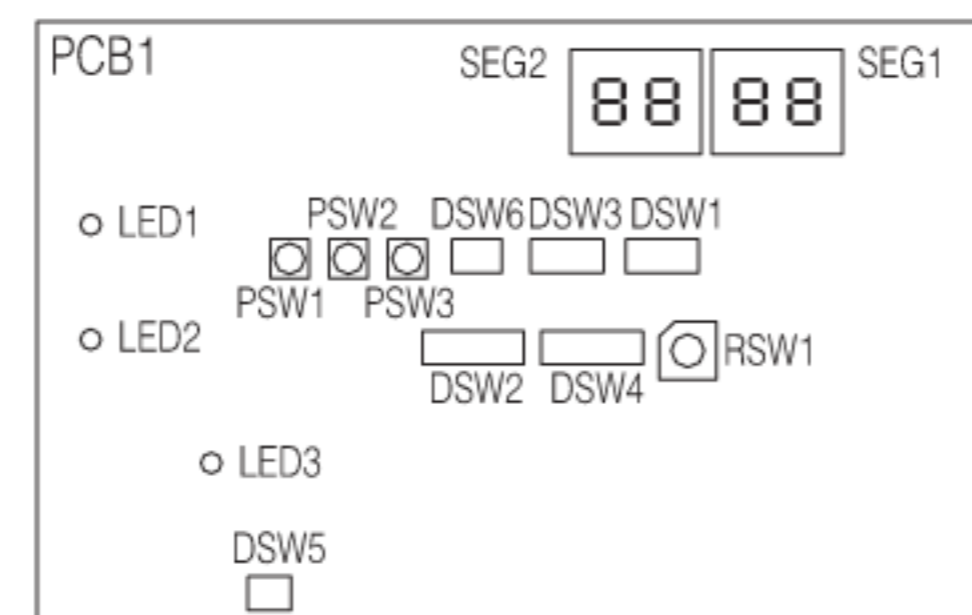 PCB1
SEG2 88 88 SEG1
LED1
PSW2 DSW6 DSW3 DSW1
PSW1 PSW3
LED2
RSW1
DSW2 DSW4
LED3
DSW5